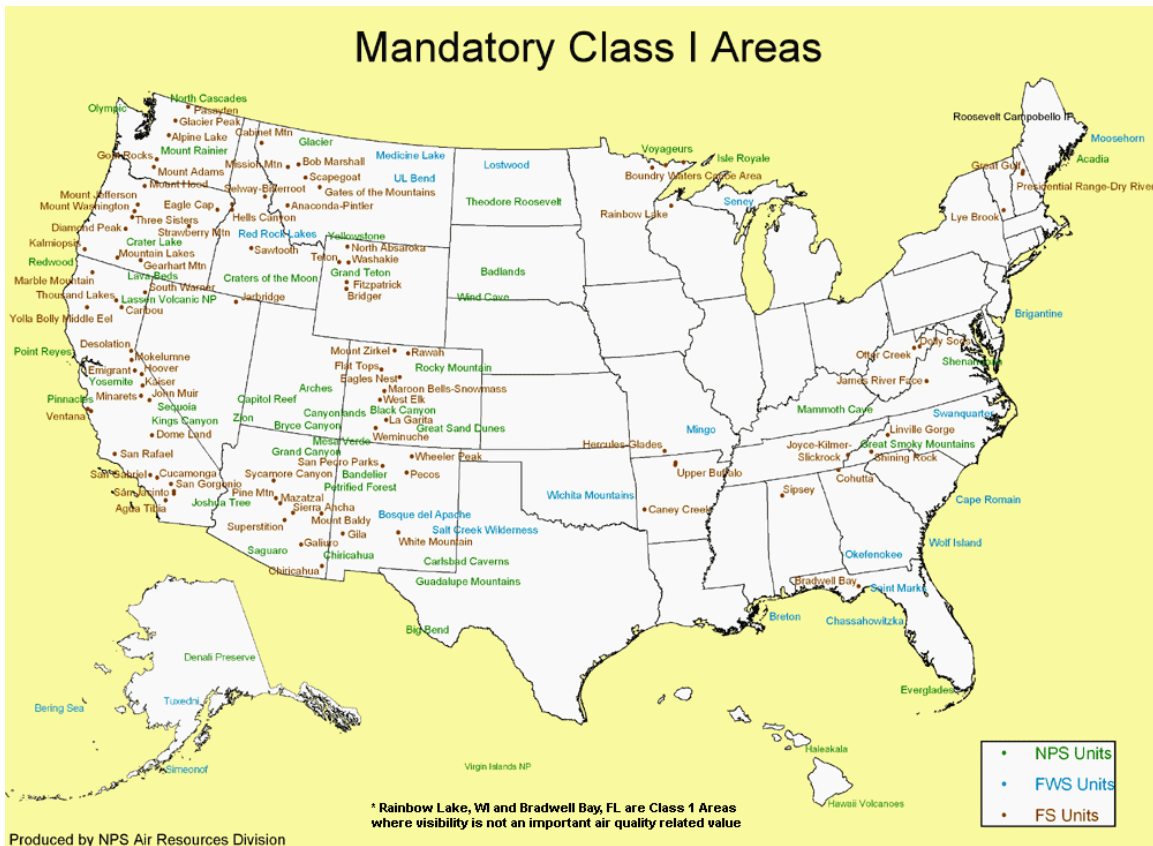 Mandatory Class I Areas
North Cascades
Olympic
Pasayten
Glacier Peak
Alpine Lake
Cabinet Mtn
Glacier
Goat Rocks
Mount Rainier
Mount Adams
Mission Mtn
Bob Marshall
Medicine Lake
Lostwood
Scapegoat
UL Bend
Mount Hood
Selway-Bitterroot
Gates of the Mountains
Mount Jefferson
Mount Washington
Eagle Cap
Anaconda-Pintler
Theodore Roosevelt
Three Sisters
Hells Canyon
Diamond Peak
Strawberry Mtn
Red Rock Lakes
Yellowstone
Kalmiopsis
Crater Lake
Mountain Lakes
Sawtooth
North Absaroka
Teton
Washakie
Redwood
Gearhart Mtn
Lava Beds
Craters of the Moon
Grand Teton
Badlands
Marble Mountain
South Warner
Fitzpatrick
Thousand Lakes
Lassen Volcanic NP
Jarbridge
Bridger
Wind Cave
Yolla Bolly Middle Eel
Caribou
Voyageurs
Isle Royale
Boundry Waters Canoe Area
Rainbow Lake
Seney
Roosevelt Campobello IP
Moosehorn
Acadia
Great Gulf
Presidential Range-Dry River
Lye Brook
Brigantine
Point Reyes
Desolation
Mokelumne
Emigrant
Hoover
Yosemite
Kaiser
Pinnacles
Minarets
John Muir
Ventana
Sequoia
Kings Canyon
Dome Land
Mount Zirkel
Rawah
Flat Tops
Rocky Mountain
Eagles Nest
Arches
Maroon Bells-Snowmass
Capitol Reef
West Elk
Canyonlands
Black Canyon
Zion
Bryce Canyon
La Garita
Great Sand Dunes
Weminuche
Mesa Verde
Grand Canyon
Wheeler Peak
San Pedro Parks
Sycamore Canyon
Bandelier
Pecos
Petrified Forest
San Rafael
San Gabriel
Cucamonga
San Gorgonio
San Jacinto
Joshua Tree
Agua Tibia
Pine Mtn
Mazatzal
Sierra Ancha
Superstition
Mount Baldy
Bosque del Apache
Salt Creek Wilderness
Gila
White Mountain
Saguaro
Galiuro
Chiricahua
Chiricahua
Carlsbad Caverns
Guadalupe Mountains
Big Bend
Wichita Mountains
Hercules-Glades
Mingo
Upper Buffalo
Caney Creek
Dolly Sods
Otter Creek
Shenandoah
James River Face
Mammoth Cave
Swanquarter
Linville Gorge
Joyce-Kilmer-
Slickrock
Great Smoky Mountains
Shining Rock
Cohutta
Sipsey
Cape Romain
Wolf Island
Okefenokee
Bradwell Bay
Saint Marks
Breton
Chassahowitzka
Everglades
Denali Preserve
Bering Sea
Tuxedni
Simeonof
Virgin Islands NP
Haleakala
Hawaii Volcanoes
NPS Units
FWS Units
FS Units
* Rainbow Lake, WI and Bradwell Bay, FL are Class 1 Areas
where visibility is not an important air quality related value
Produced by NPS Air Resources Division